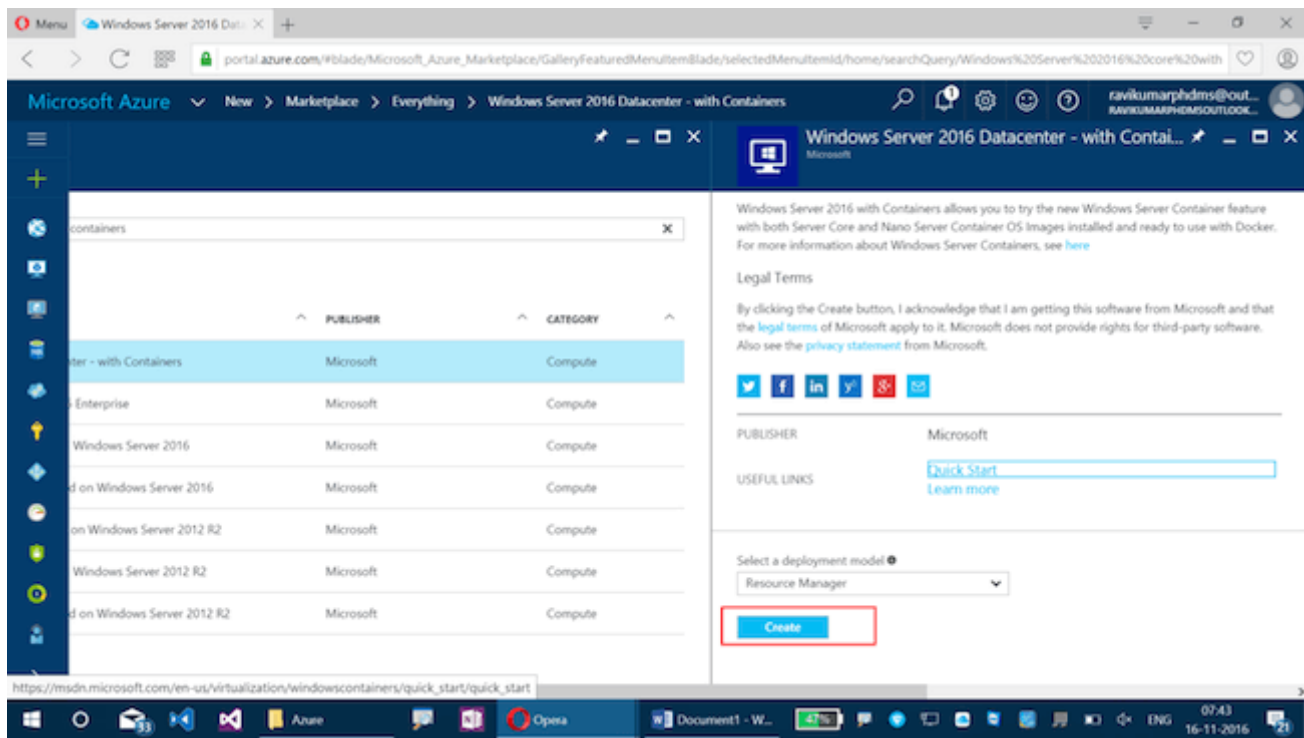 Menu
Windows Server 2016 Data
portal.azure.com/#blade/Microsoft_Azure_Marketplace/GalleryFeaturedMenuItemBlade/selectedMenuItemId/home/searchQuery/Windows%20Server%202016%20core%20with
Microsoft Azure New > Marketplace > Everything > Windows Server 2016 Datacenter - with Containers
1
ravikumarphdms@out...
RAVIKUMARPHDMSOUTLOOK...
Windows Server 2016 Datacenter - with Contai...
Microsoft
containers
PUBLISHER CATEGORY
ter - with Containers Microsoft Compute
Enterprise Microsoft Compute
Windows Server 2016 Microsoft Compute
d on Windows Server 2016 Microsoft Compute
on Windows Server 2012 R2 Microsoft Compute
Windows Server 2012 R2 Microsoft Compute
d on Windows Server 2012 R2 Microsoft Compute
Windows Server 2016 with Containers allows you to try the new Windows Server Container feature
with both Server Core and Nano Server Container OS Images installed and ready to use with Docker.
For more information about Windows Server Containers, see here
Legal Terms
By clicking the Create button, I acknowledge that I am getting this software from Microsoft and that
the legal terms of Microsoft apply to it. Microsoft does not provide rights for third-party software.
Also see the privacy statement from Microsoft.
PUBLISHER Microsoft
USEFUL LINKS
Quick Start
Learn more
Select a deployment model
Resource Manager
Create
https://msdn.microsoft.com/en-us/virtualization/windowscontainers/quick_start/quick_start
33
Azure
Opera
Document1 - W...
47%
ENG
07:43
16-11-2016
21